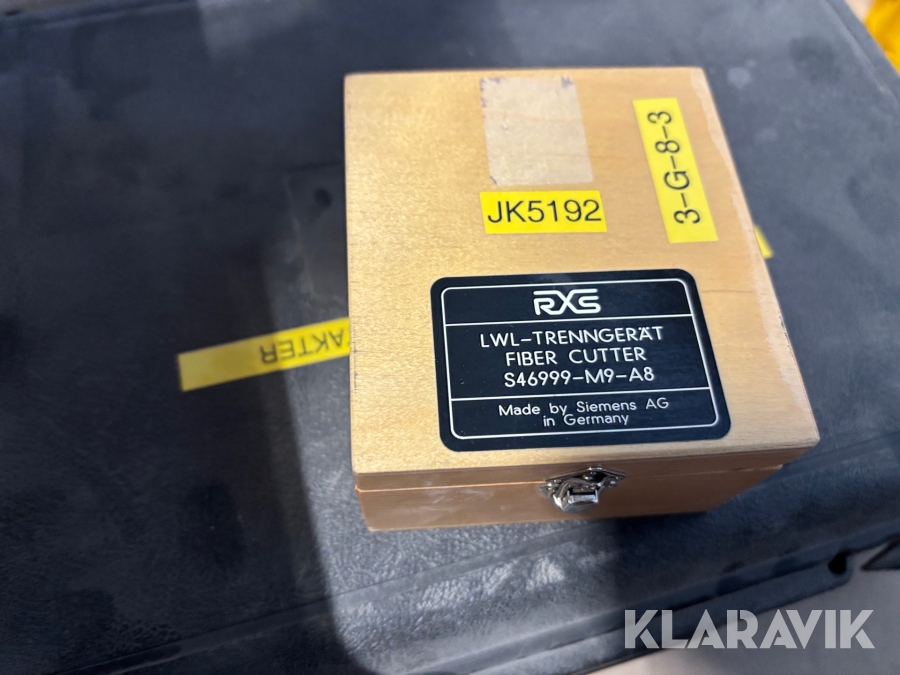 3-G-8-3
JK5192
RXS
LWL-TRENNGERÄT
FIBER CUTTER
S46999-M9-A8
Made by Siemens AG
in Germany
AKTER
KLARAVIK